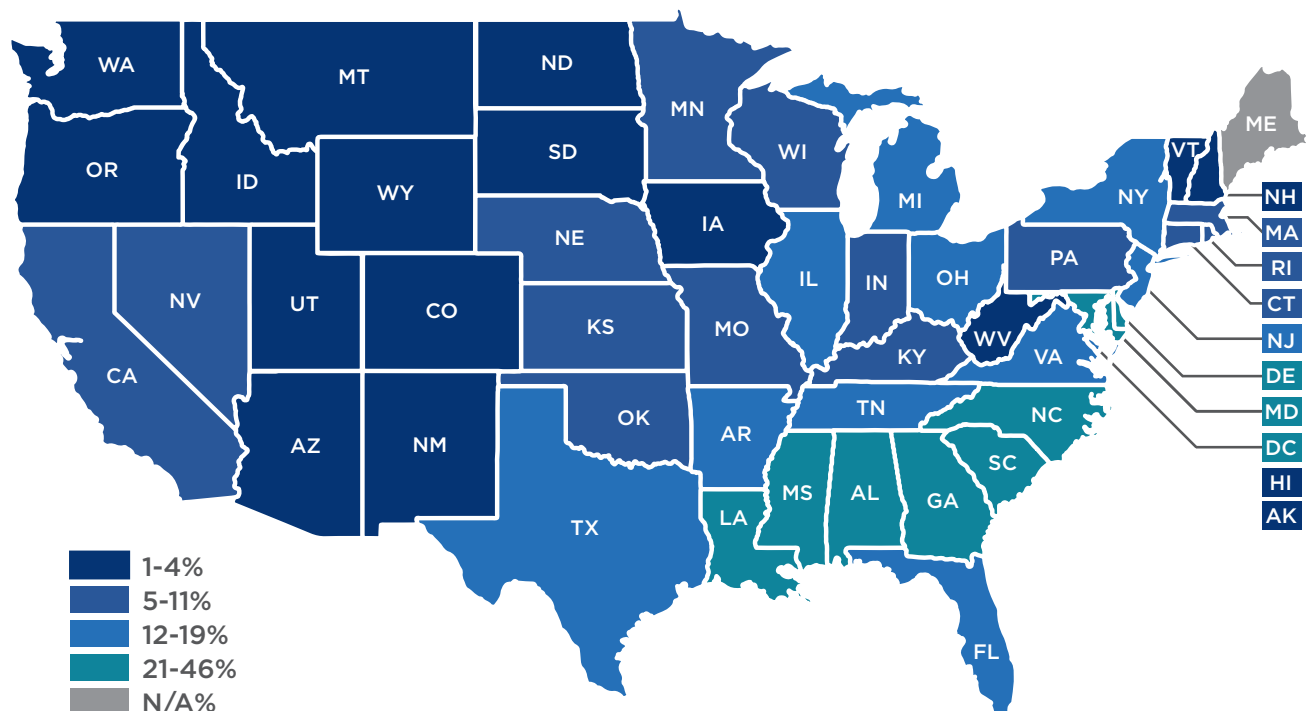 WA
MT
ND
MN
OR
ID
WY
SD
WI
MI
NY
VT
ME
NH
MA
RI
CT
NJ
DE
MD
DC
HI
AK
NE
IA
IL
IN
OH
PA
NV
UT
CO
KS
MO
KY
WV
VA
CA
AZ
NM
OK
AR
TN
NC
SC
TX
LA
MS
AL
GA
FL
1-4%
5-11%
12-19%
21-46%
N/A%